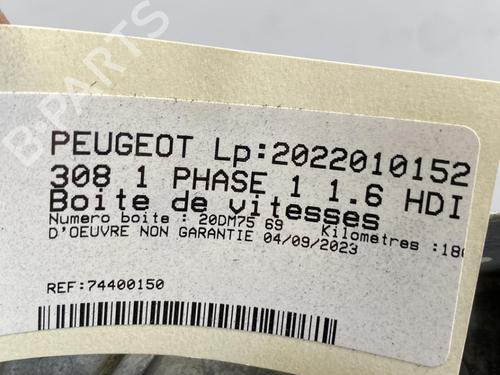 B-PARTS
PEUGEOT Lp:2022010152
308 1 PHASE 1 1.6 HDI
Boite de vitesses
Numero boite : 20DM75 69 Kilometres :180
D'OEUVRE NON GARANTIE 04/09/2023
REF:74400150